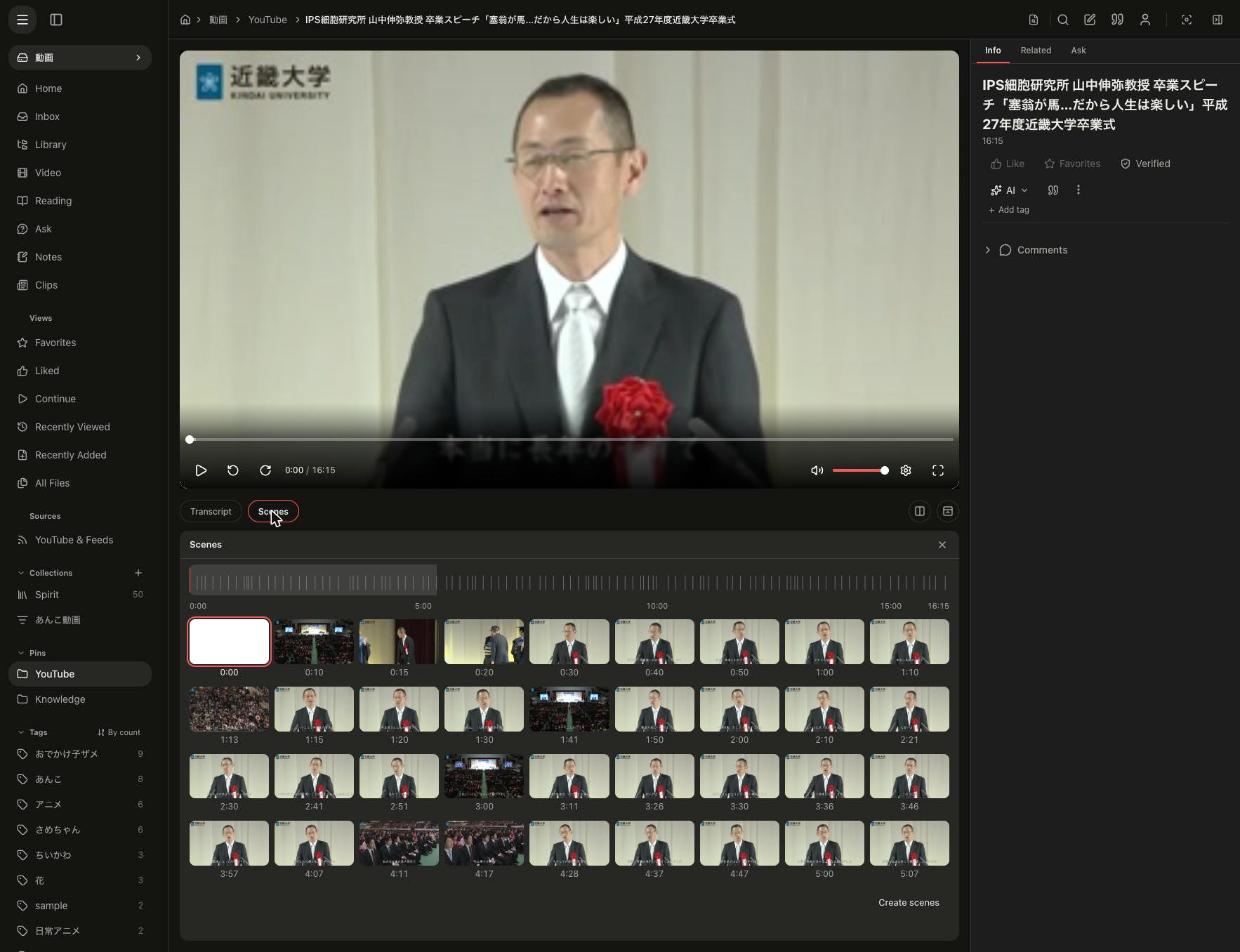 動画
YouTube
IPS細胞研究所 山中伸弥教授 卒業スピーチ「塞翁が馬...だから人生は楽しい」平成27年度近畿大学卒業式
動画
Home
Inbox
Library
Video
Reading
Ask
Notes
Clips
Views
Favorites
Liked
Continue
Recently Viewed
Recently Added
All Files
Sources
YouTube & Feeds
Collections
Spirit 50
あんこ動画
Pins
YouTube
Knowledge
Tags By count
おでかけ子ザメ 9
あんこ 8
アニメ 6
さめちゃん 6
ちいかわ 3
花 3
sample 2
日常アニメ 2
近畿大学
KINDAI UNIVERSITY
0:00 / 16:15
Transcript
Scenes
Scenes
0:00 5:00 10:00 15:00 16:15
0:00 0:10 0:15 0:20 0:30 0:40 0:50 1:00 1:10
1:13 1:15 1:20 1:30 1:41 1:50 2:00 2:10 2:21
2:30 2:41 2:51 3:00 3:11 3:26 3:30 3:36 3:46
3:57 4:07 4:11 4:17 4:28 4:37 4:47 5:00 5:07
Create scenes
Info Related Ask
IPS細胞研究所 山中伸弥教授 卒業スピー
チ「塞翁が馬...だから人生は楽しい」平成
27年度近畿大学卒業式
16:15
Like Favorites Verified
AI
+ Add tag
Comments